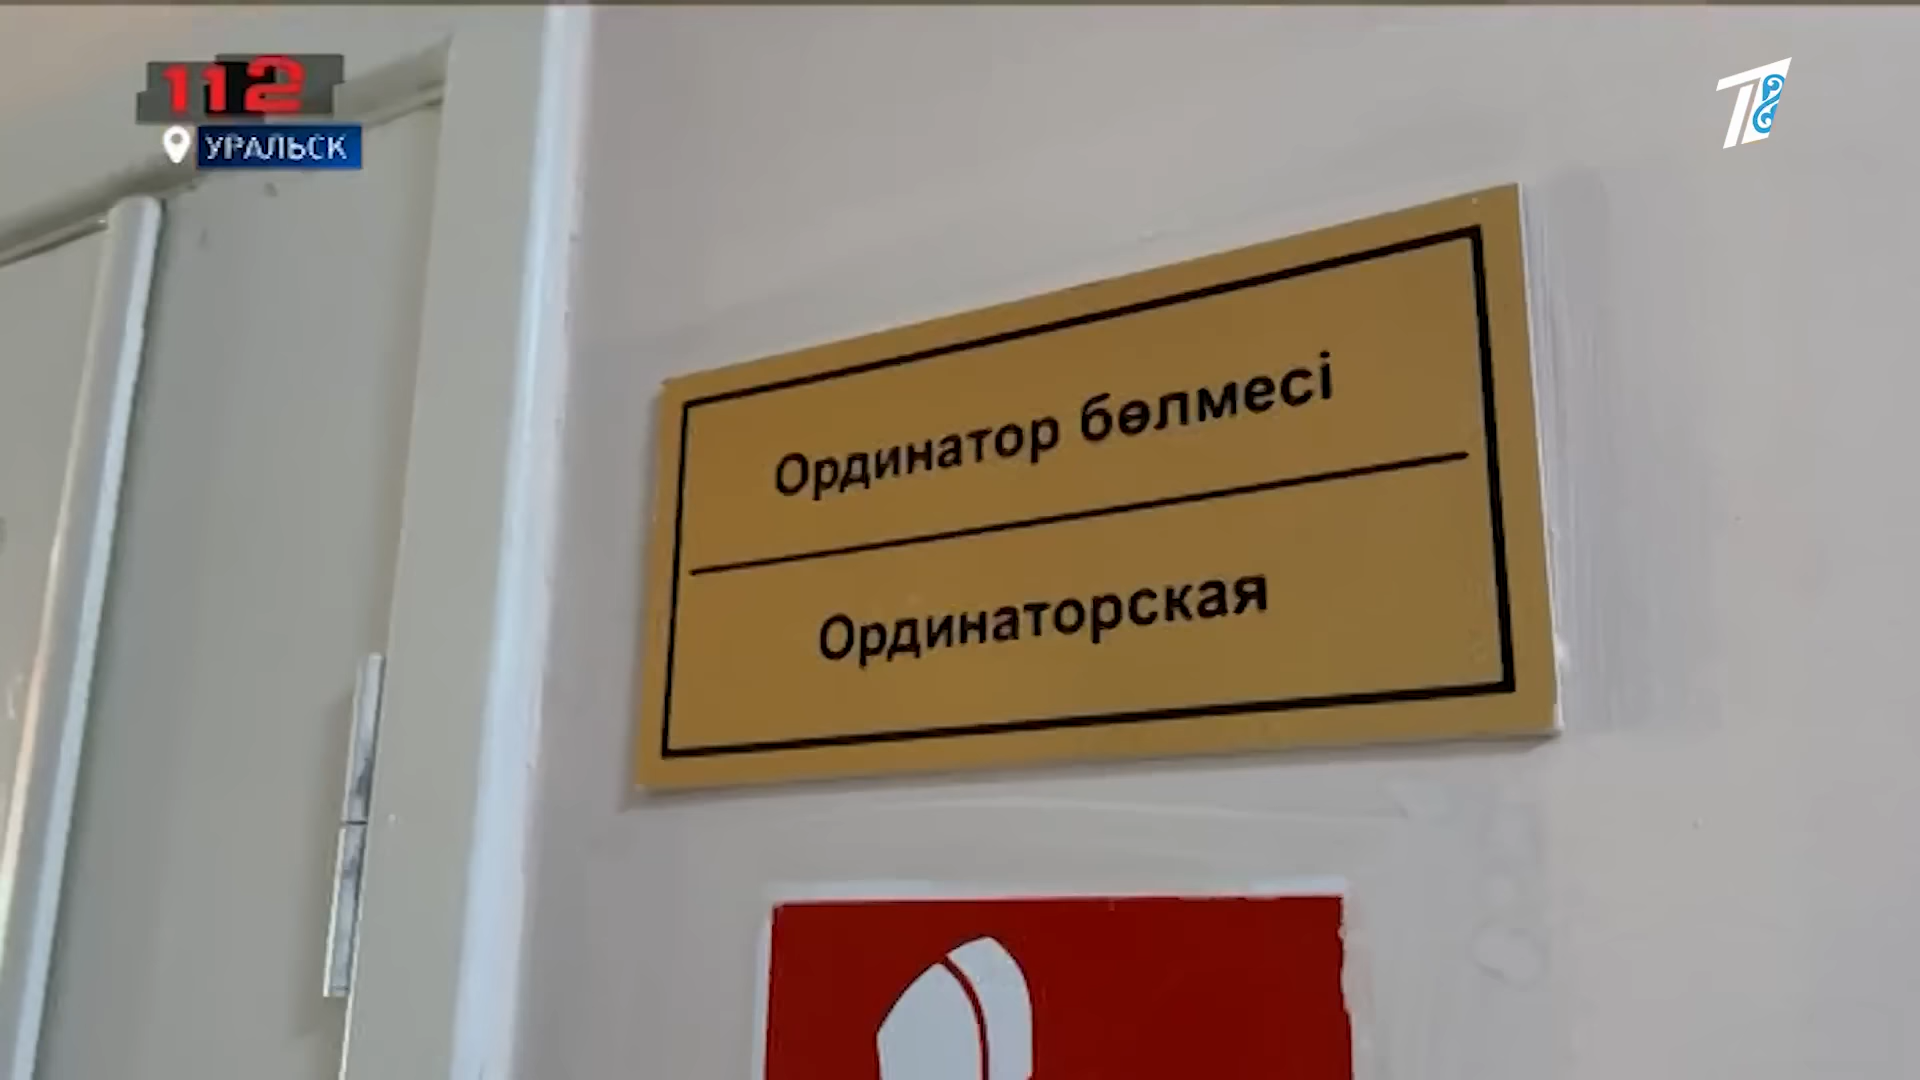 112
УРАЛЬСК
Ординатор бөлмесі
Ординаторская